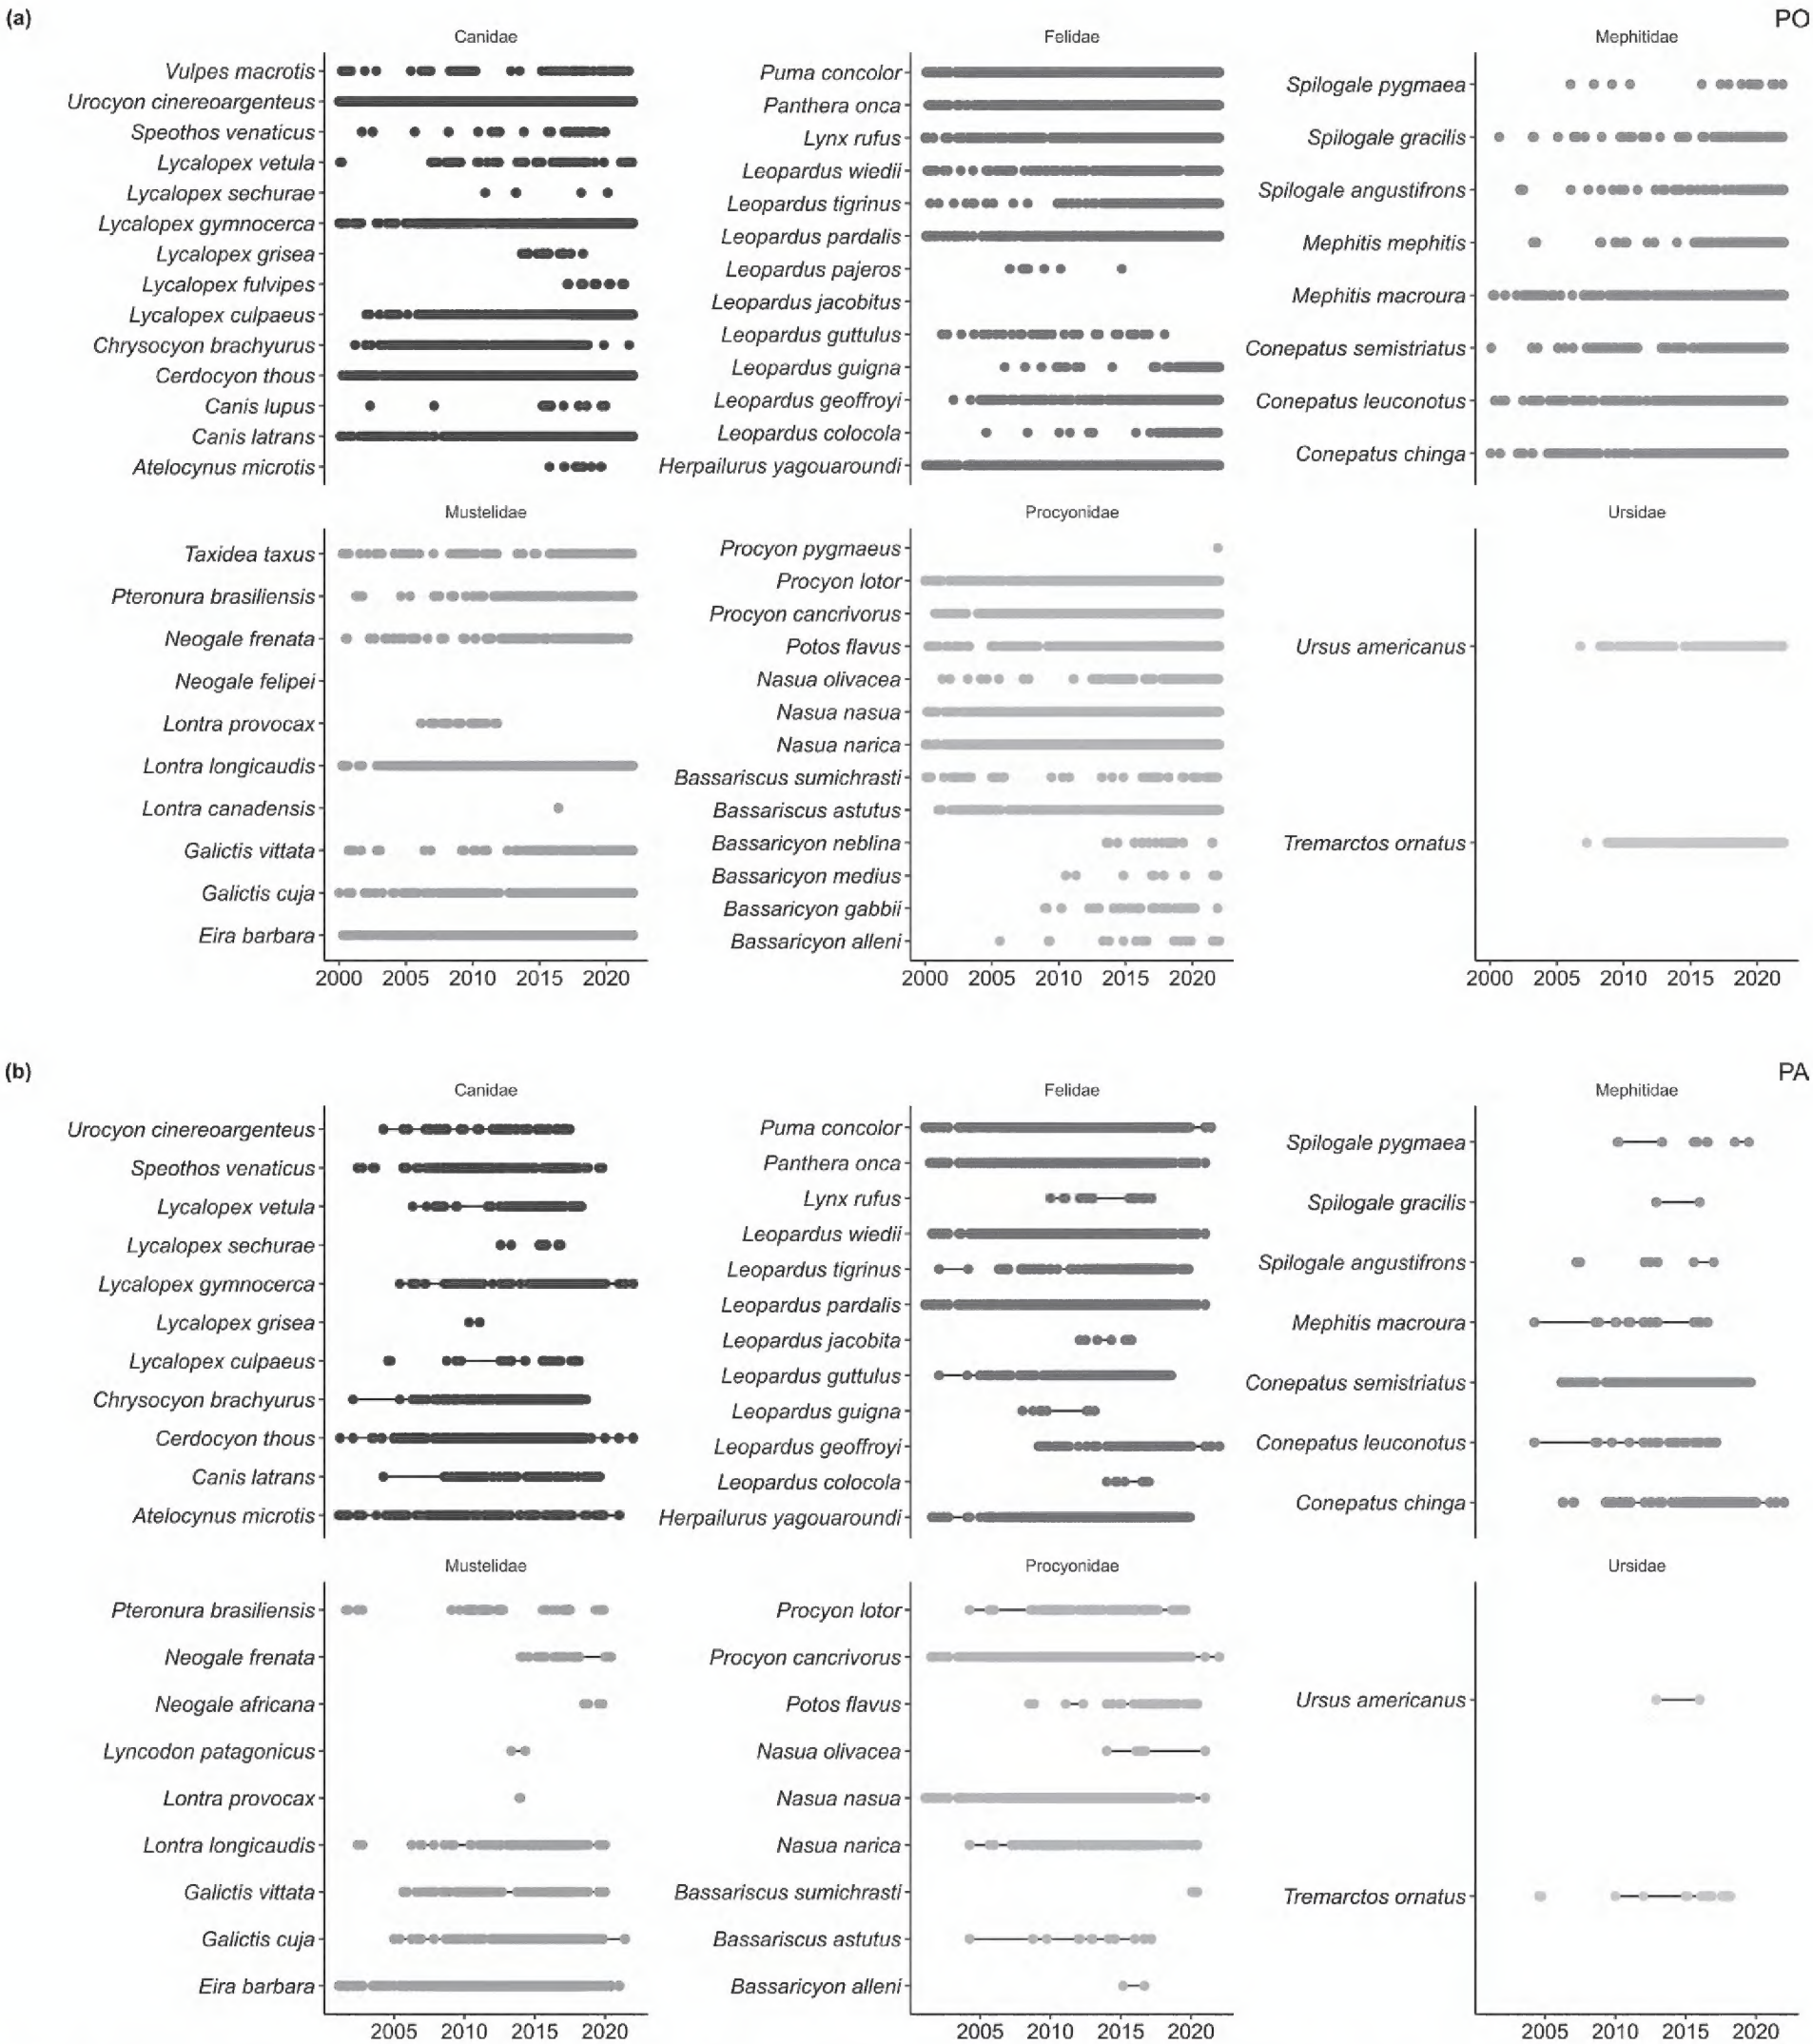 (a)
PO
Canidae
Vulpes macrotis
Urocyon cinereoargenteus
Speothos venaticus
Lycalopex vetula
Lycalopex sechurae
Lycalopex gymnocerca
Lycalopex grisea
Lycalopex fulvipes
Lycalopex culpaeus
Chrysocyon brachyurus
Cerdocyon thous
Canis lupus
Canis latrans
Atelocynus microtis
Felidae
Puma concolor
Panthera onca
Lynx rufus
Leopardus wiedii
Leopardus tigrinus
Leopardus pardalis
Leopardus pajeros
Leopardus jacobitus
Leopardus guttulus
Leopardus guigna
Leopardus geoffroyi
Leopardus colocola
Herpailurus yagouaroundi
Mephitidae
Spilogale pygmaea
Spilogale gracilis
Spilogale angustifrons
Mephitis mephitis
Mephitis macroura
Conepatus semistriatus
Conepatus leuconotus
Conepatus chinga
Mustelidae
Taxidea taxus
Pteronura brasiliensis
Neogale frenata
Neogale felipei
Lontra provocax
Lontra longicaudis
Lontra canadensis
Galictis vittata
Galictis cuja
Eira barbara
2000 2005 2010 2015 2020
Procyonidae
Procyon pygmaeus
Procyon lotor
Procyon cancrivorus
Potos flavus
Nasua olivacea
Nasua nasua
Nasua narica
Bassariscus sumichrasti
Bassariscus astutus
Bassaricyon neblina
Bassaricyon medius
Bassaricyon gabbii
Bassaricyon alleni
2000 2005 2010 2015 2020
Ursidae
Ursus americanus
Tremarctos ornatus
2000 2005 2010 2015 2020
(b)
PA
Canidae
Urocyon cinereoargenteus
Speothos venaticus
Lycalopex vetula
Lycalopex sechurae
Lycalopex gymnocerca
Lycalopex grisea
Lycalopex culpaeus
Chrysocyon brachyurus
Cerdocyon thous
Canis latrans
Atelocynus microtis
Felidae
Puma concolor
Panthera onca
Lynx rufus
Leopardus wiedii
Leopardus tigrinus
Leopardus pardalis
Leopardus jacobita
Leopardus guttulus
Leopardus guigna
Leopardus geoffroyi
Leopardus colocola
Herpailurus yagouaroundi
Mephitidae
Spilogale pygmaea
Spilogale gracilis
Spilogale angustifrons
Mephitis macroura
Conepatus semistriatus
Conepatus leuconotus
Conepatus chinga
Mustelidae
Pteronura brasiliensis
Neogale frenata
Neogale africana
Lyncodon patagonicus
Lontra provocax
Lontra longicaudis
Galictis vittata
Galictis cuja
Eira barbara
2005 2010 2015 2020
Procyonidae
Procyon lotor
Procyon cancrivorus
Potos flavus
Nasua olivacea
Nasua nasua
Nasua narica
Bassariscus sumichrasti
Bassariscus astutus
Bassaricyon alleni
2005 2010 2015 2020
Ursidae
Ursus americanus
Tremarctos ornatus
2005 2010 2015 2020